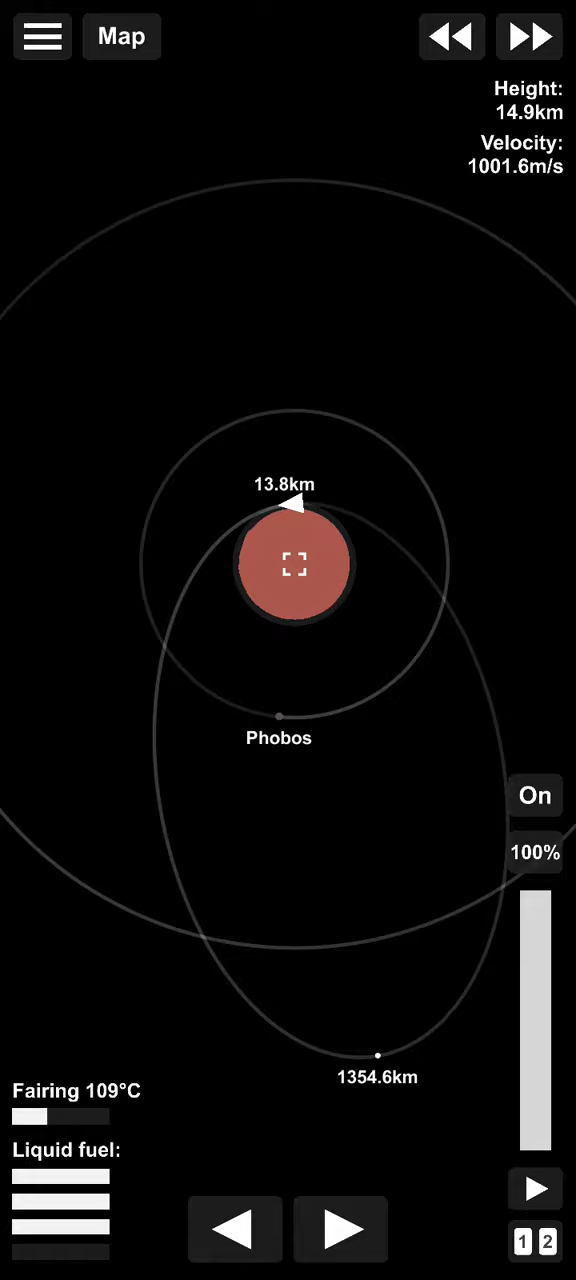 Map
Height:
14.9km
Velocity:
1001.6m/s
13.8km
Phobos
On
100%
1354.6km
Fairing 109°C
Liquid fuel:
1 2